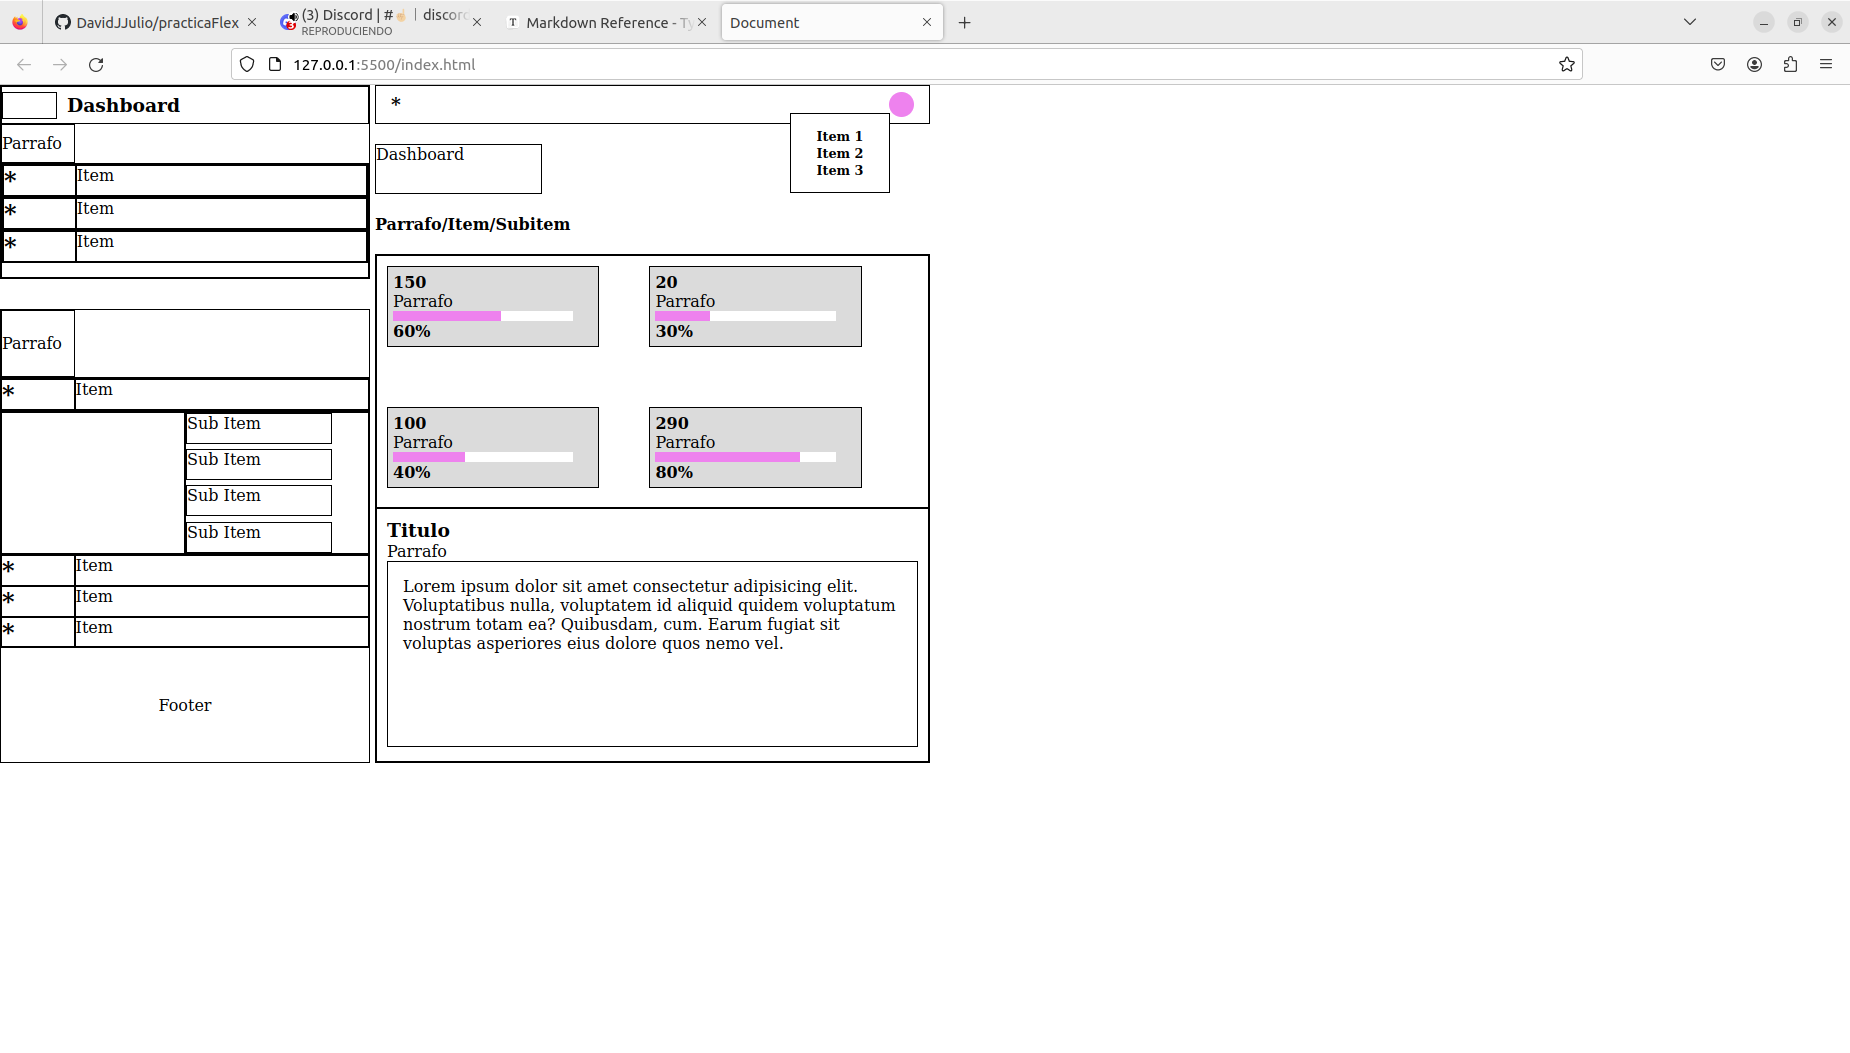 DavidJJulio/practicaFlex
(3) Discord | #
discor
REPRODUCIENDO
Markdown Reference - Ty
Document
127.0.0.1:5500/index.html
Dashboard
Parrafo
* Item
* Item
* Item
Parrafo
* Item
Sub Item
Sub Item
Sub Item
Sub Item
* Item
* Item
* Item
Footer
*
Item 1
Item 2
Item 3
Dashboard
Parrafo/Item/Subitem
150
Parrafo
60%
20
Parrafo
30%
100
Parrafo
40%
290
Parrafo
80%
Titulo
Parrafo
Lorem ipsum dolor sit amet consectetur adipisicing elit.
Voluptatibus nulla, voluptatem id aliquid quidem voluptatum
nostrum totam ea? Quibusdam, cum. Earum fugiat sit
voluptas asperiores eius dolore quos nemo vel.